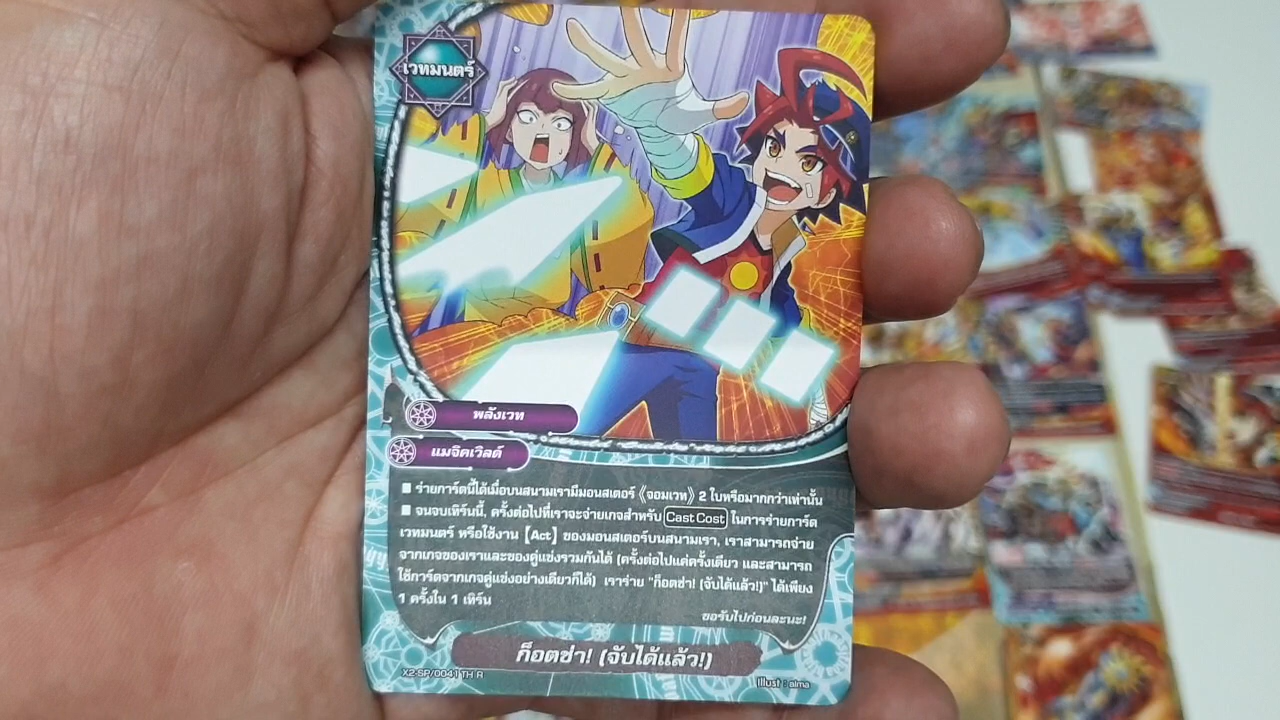 เวทมนตร์
พลังเวท
แมจิคเวิลด์
■ ร่ายการ์ดนี้ได้เมื่อบนสนามเรามีมอนสเตอร์《จอมเวท》2 ใบหรือมากกว่าเท่านั้น
■ จนจบเทิร์นนี้, ครั้งต่อไปที่เราจะจ่ายเกจสำหรับ Cast Cost ในการร่ายการ์ด
เวทมนตร์ หรือใช้งาน [Act] ของมอนสเตอร์บนสนามเรา, เราสามารถจ่าย
จากเกจของเราและของคู่แข่งรวมกันได้ (ครั้งต่อไปแค่ครั้งเดียว และสามารถ
ใช้การ์ดจากเกจคู่แข่งอย่างเดียวก็ได้) เราร่าย "ก็อตช่า! (จับได้แล้ว!)" ได้เพียง
1 ครั้งใน 1 เทิร์น
ขอรับไปก่อนละนะ!
ก็อตช่า! (จับได้แล้ว!)
X2-SP/0041TH R
Illust : alma